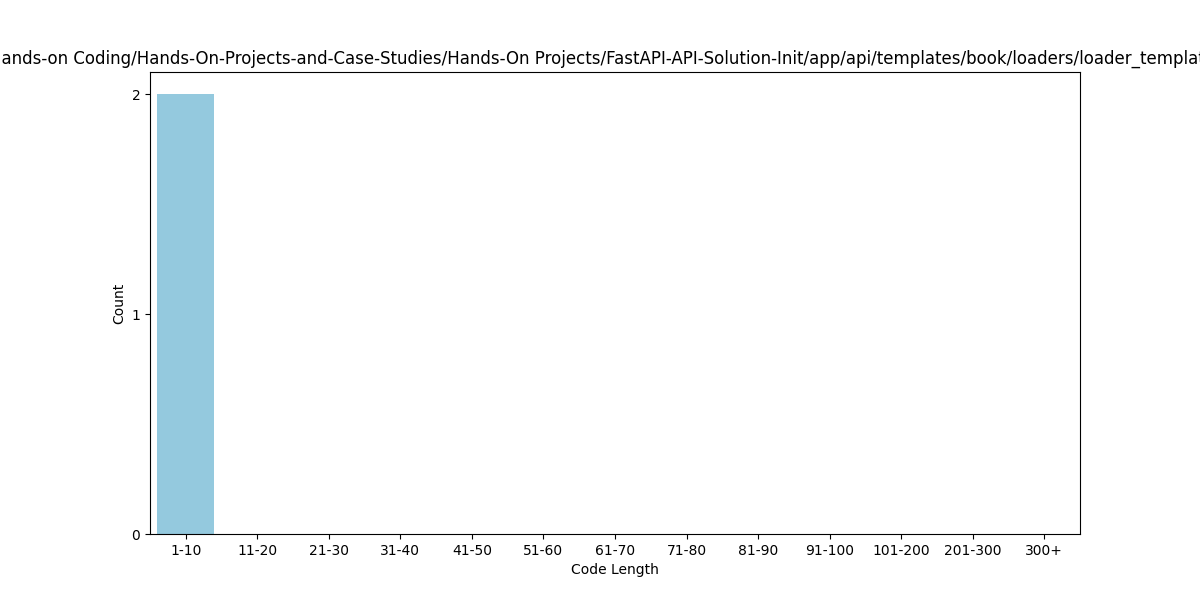 ands-on Coding/Hands-On-Projects-and-Case-Studies/Hands-On Projects/FastAPI-API-Solution-Init/app/api/templates/book/loaders/loader_templat
2
1
0
Count
1-10 11-20 21-30 31-40 41-50 51-60 61-70 71-80 81-90 91-100 101-200 201-300 300+
Code Length